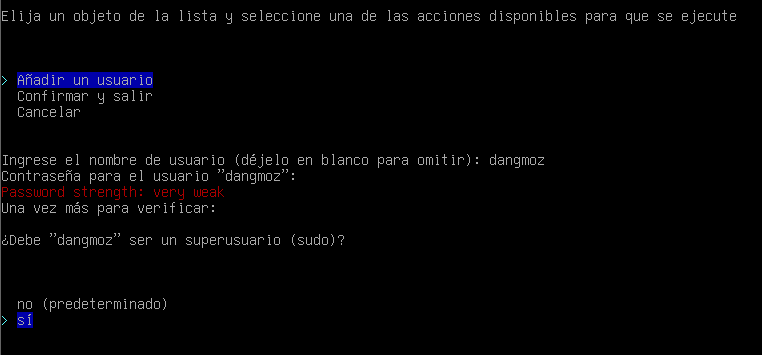 Elija un objeto de la lista y seleccione una de las acciones disponibles para que se ejecute
> Añadir un usuario
Confirmar y salir
Cancelar
Ingrese el nombre de usuario (déjelo en blanco para omitir): dangmoz
Contraseña para el usuario "dangmoz":
Password strength: very weak
Una vez más para verificar:
¿Debe "dangmoz" ser un superusuario (sudo)?
no (predeterminado)
> sí